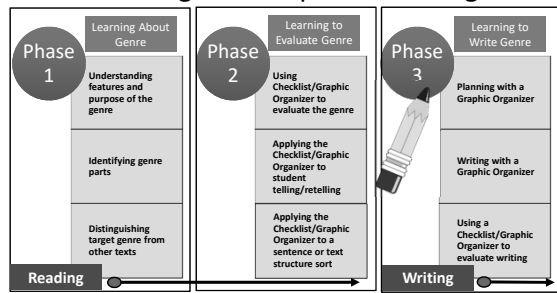 Phase
1
Learning About
Genre
Understanding
features and
purpose of the
genre
Identifying genre
parts
Distinguishing
target genre from
other texts
Reading
Phase
2
Learning to
Evaluate Genre
Using
Checklist/Graphic
Organizer to
evaluate the genre
Applying the
Checklist/Graphic
Organizer to
student
telling/retelling
Applying the
Checklist/Graphic
Organizer to a
sentence or text
structure sort
Phase
3
Learning to
Write Genre
Planning with a
Graphic Organizer
Writing with a
Graphic Organizer
Using a
Checklist/Graphic
Organizer to
evaluate writing
Writing